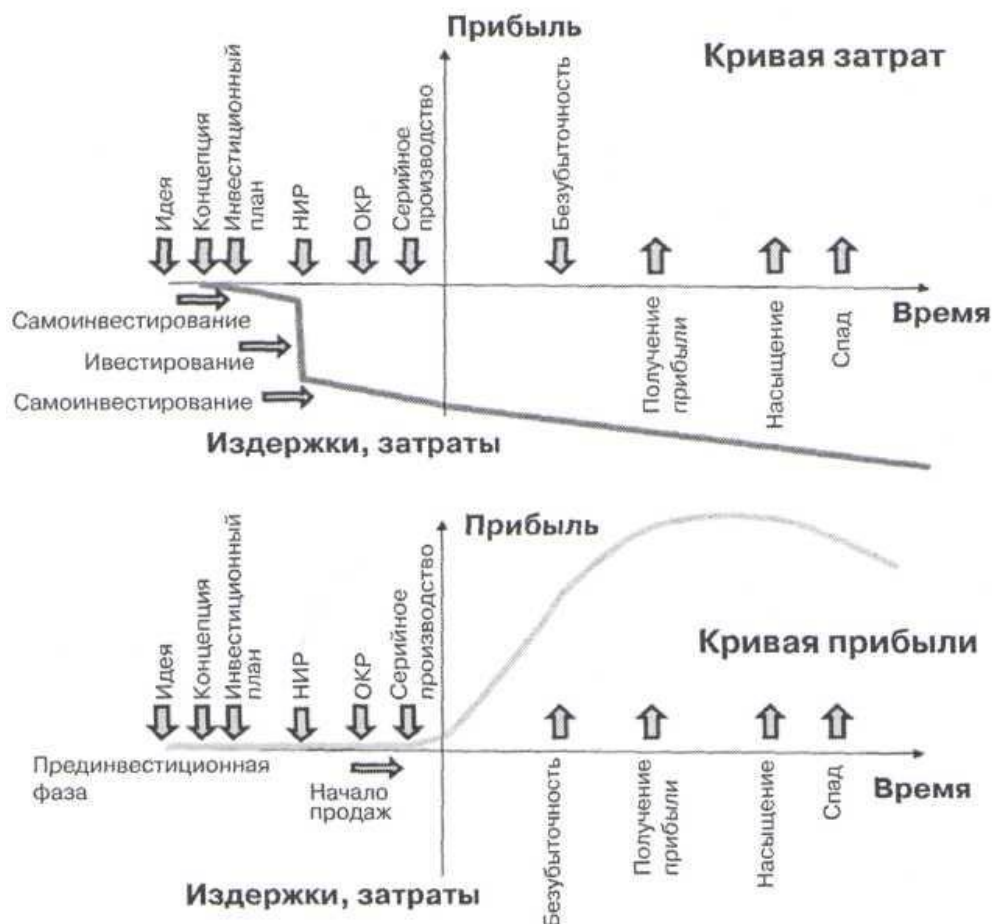 Прибыль
Кривая затрат
Идея
Концепция
Инвестиционный
план
НИР
ОКР
Серийное
производство
Безубыточность
Время
Самоинвестирование
Ивестирование
Самоинвестирование
Получение
прибыли
Насыщение
Спад
Издержки, затраты
Прибыль
Идея
Концепция
Инвестиционный
план
НИР
ОКР
Серийное
производство
Кривая прибыли
Прединвестиционная
фаза
Начало
продаж
Безубыточность
Получение
прибыли
Насыщение
Спад
Время
Издержки, затраты